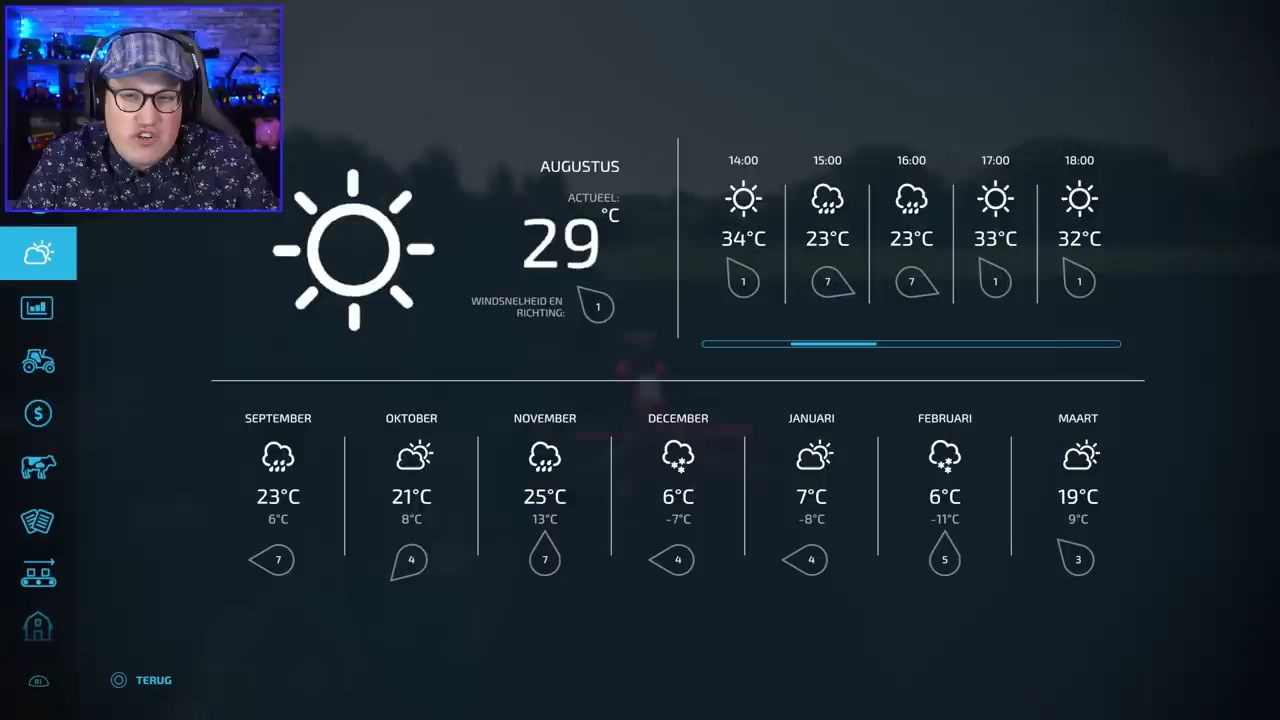 AUGUSTUS
ACTUEEL:
29 °C
WINDSNELHEID EN
RICHTING:
1
14:00 15:00 16:00 17:00 18:00
34°C 23°C 23°C 33°C 32°C
1 7 7 1 1
SEPTEMBER OKTOBER NOVEMBER DECEMBER JANUARI FEBRUARI MAART
23°C 21°C 25°C 6°C 7°C 6°C 19°C
6°C 8°C 13°C -7°C -8°C -11°C 9°C
7 4 7 4 4 5 3
$
R1
TERUG